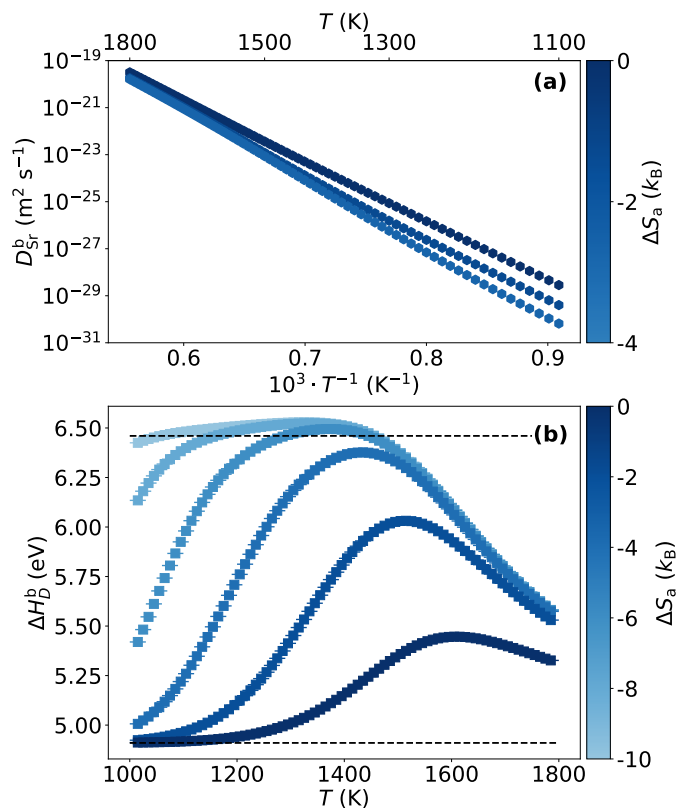 T (K)
1800 1500 1300 1100
(a)
10⁻¹⁹
10⁻²¹
10⁻²³
10⁻²⁵
10⁻²⁷
10⁻²⁹
10⁻³¹
D^b_Sr (m² s⁻¹)
0.6 0.7 0.8 0.9
10³ · T⁻¹ (K⁻¹)
0
-2
-4
ΔS_a (k_B)
(b)
6.50
6.25
6.00
5.75
5.50
5.25
5.00
ΔH^b_D (eV)
1000 1200 1400 1600 1800
T (K)
0
-2
-4
-6
-8
-10
ΔS_a (k_B)